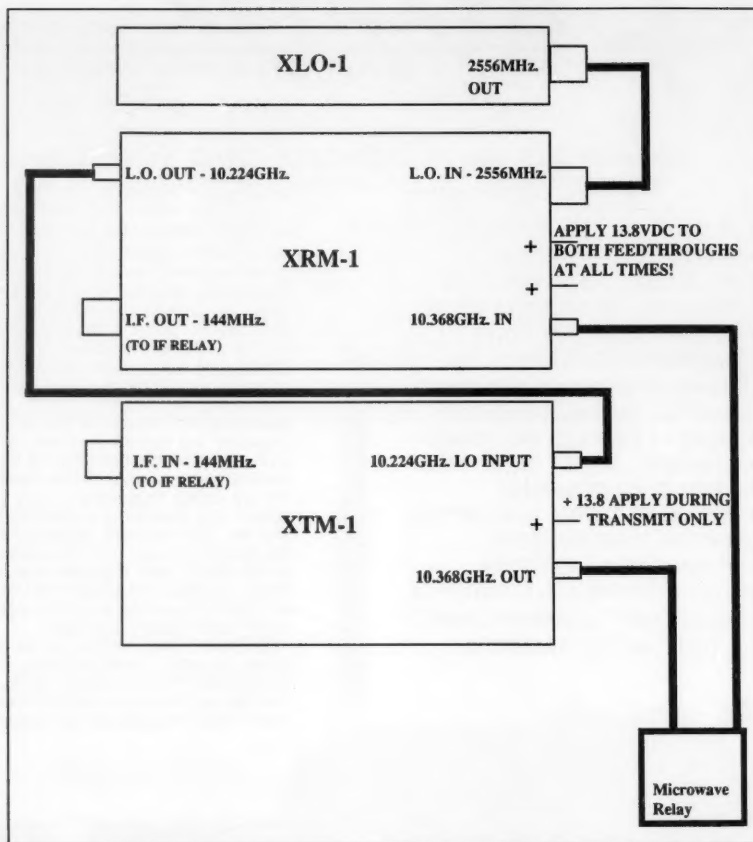 XLO-1
2556MHz.
OUT
L.O. OUT - 10.224GHz.
L.O. IN - 2556MHz.
XRM-1
+
+
APPLY 13.8VDC TO
BOTH FEEDTHROUGHS
AT ALL TIMES!
I.F. OUT - 144MHz.
(TO IF RELAY)
10.368GHz. IN
I.F. IN - 144MHz.
(TO IF RELAY)
10.224GHz. LO INPUT
XTM-1
+
+ 13.8 APPLY DURING
TRANSMIT ONLY
10.368GHz. OUT
Microwave
Relay